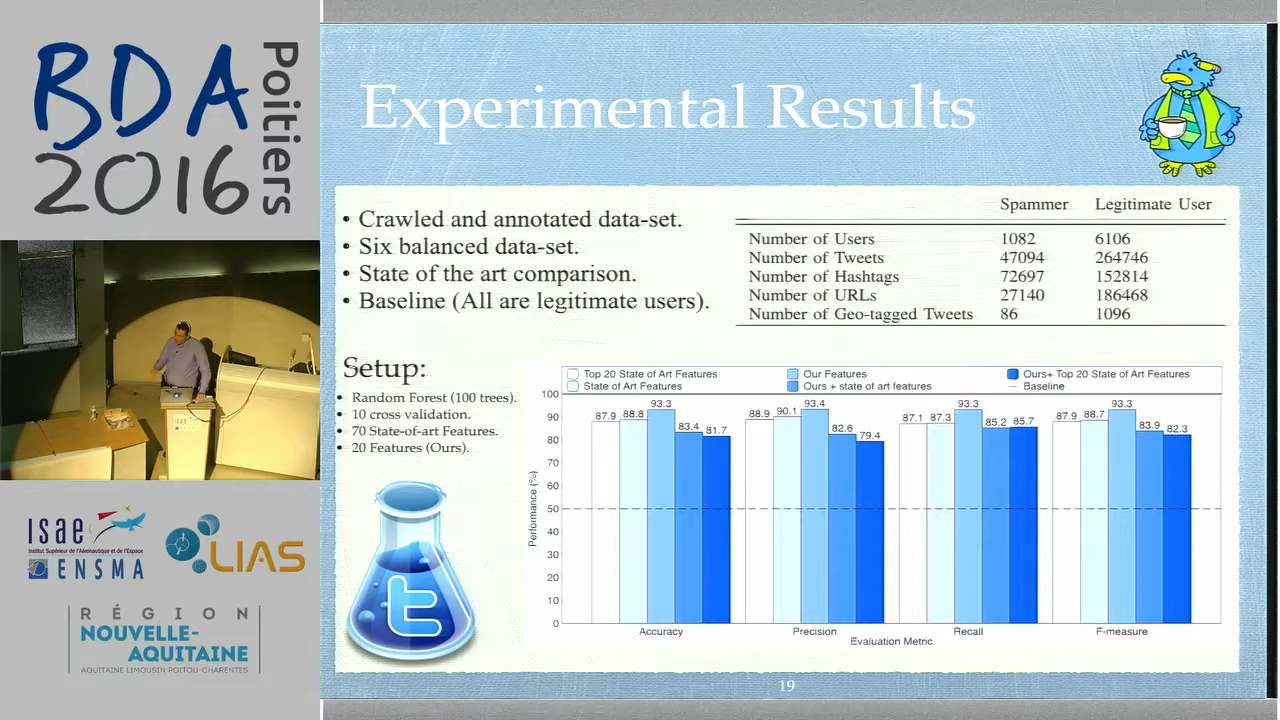 BDA
Poitiers
2016
Experimental Results
• Crawled and annotated data-set.
• Six balanced data-set.
• State of the art comparison.
• Baseline (All are legitimate users).
Spammer Legitimate User
Number of Users 1082 6106
Number of Tweets 47094 264746
Number of Hashtags 72697 152814
Number of URLs 27140 186468
Number of Geo-tagged Tweets 86 1096
Setup:
• Random Forest (100 trees).
• 10 cross validation.
• 70 State-of-art Features.
• 20 Features (Ours).
Top 20 State of Art Features Our Features Ours+ Top 20 State of Art Features
State of Art Features Ours+ state of art features Baseline
100
90
80
70
60
50
40
30
20
10
0
Performance (%)
87.9 88.8 93.3 83.4 81.7
88.9 90.1 93.4 82.6 79.4
87.1 87.3 93.3 85.2
87.9 88.7 93.3 83.9 82.3
Accuracy Precision Recall F-measure
Evaluation Metric
19
isae
Institut Supérieur de l'Aéronautique et de l'Espace
ENSMA
LIAS
RÉGION
NOUVELLE-
AQUITAINE
AQUITAINE LIMOUSIN POITOU-CHARENTES